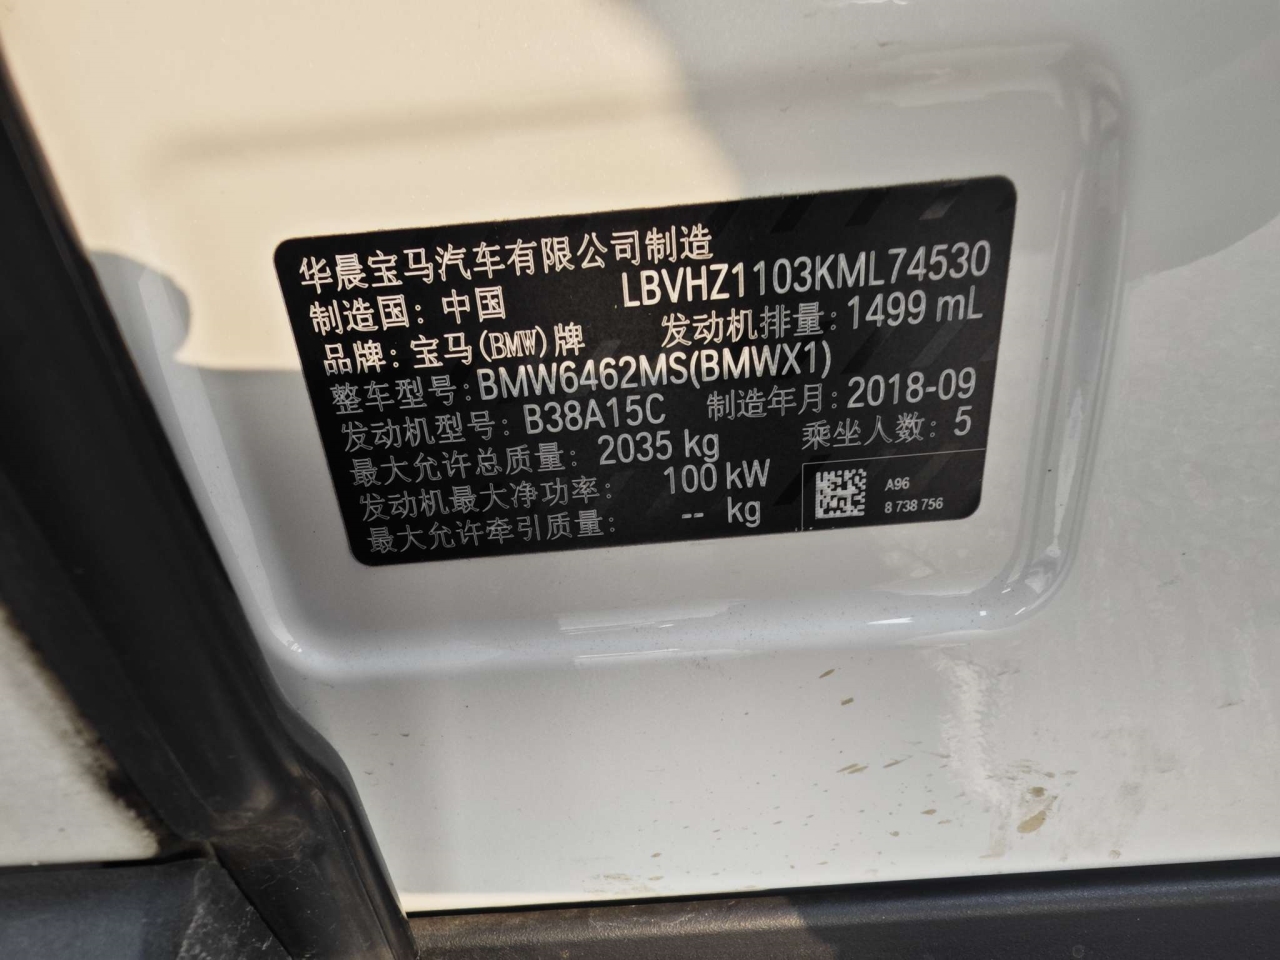 华晨宝马汽车有限公司制造
制造国：中国 LBVHZ1103KML74530
品牌：宝马(BMW)牌 发动机排量：1499 mL
整车型号：BMW6462MS(BMWX1)
发动机型号：B38A15C 制造年月：2018-09
最大允许总质量：2035 kg 乘坐人数：5
发动机最大净功率：100 kW
最大允许牵引质量：-- kg
A96
8 738 756